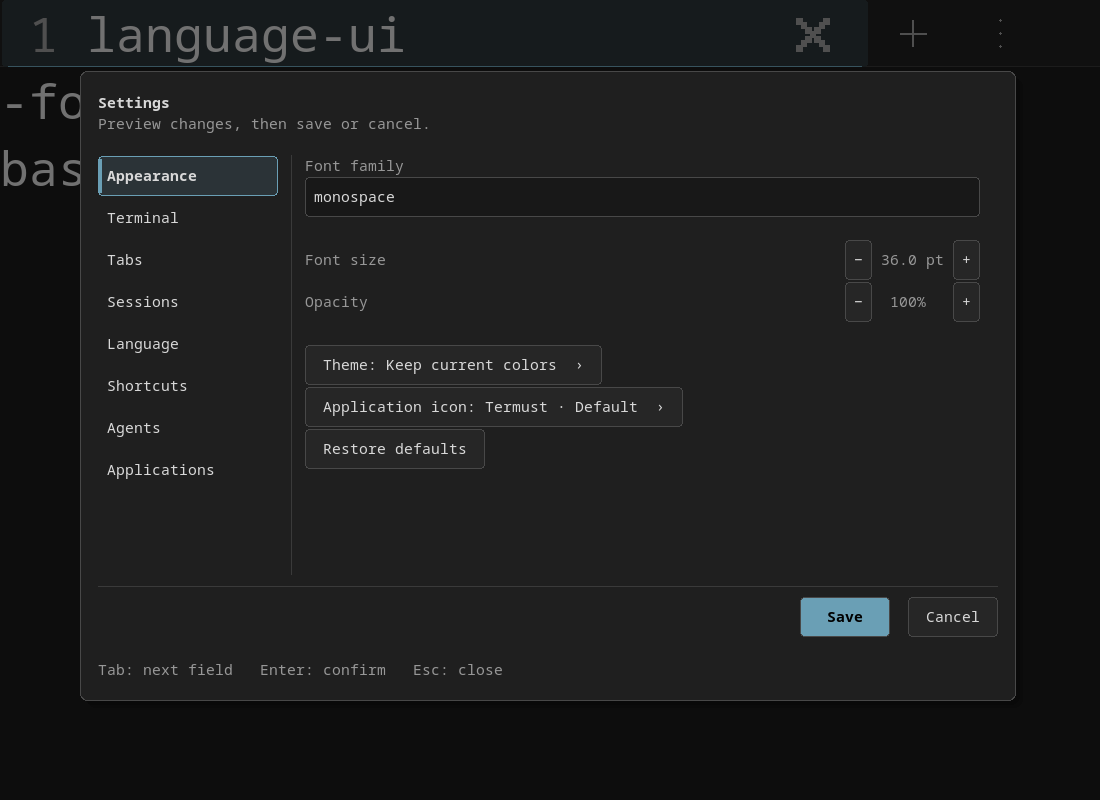 1 language-ui
-fo
bas
Settings
Preview changes, then save or cancel.
Appearance
Terminal
Tabs
Sessions
Language
Shortcuts
Agents
Applications
Font family
monospace
Font size − 36.0 pt +
Opacity − 100% +
Theme: Keep current colors ›
Application icon: Termust · Default ›
Restore defaults
Save Cancel
Tab: next field Enter: confirm Esc: close